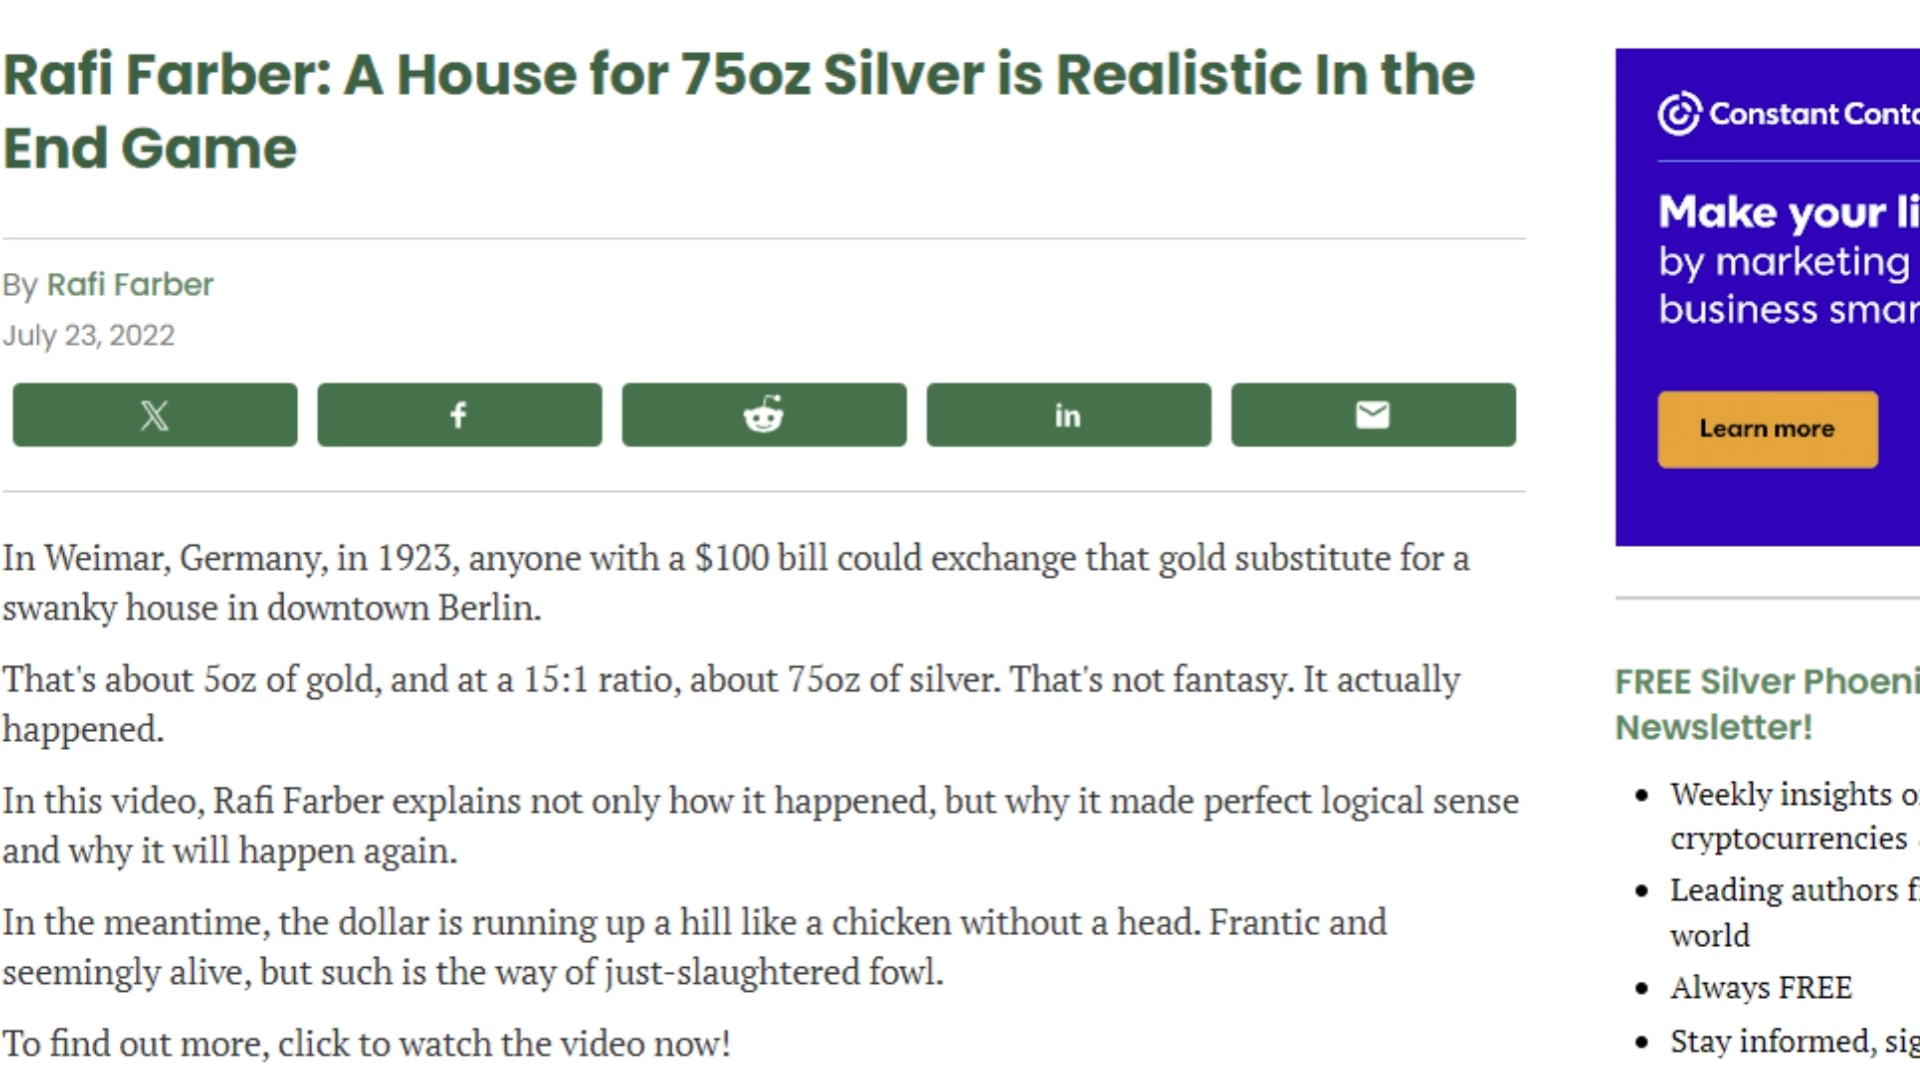 Rafi Farber: A House for 75oz Silver is Realistic In the
End Game
By Rafi Farber
July 23, 2022
In Weimar, Germany, in 1923, anyone with a $100 bill could exchange that gold substitute for a
swanky house in downtown Berlin.
That's about 5oz of gold, and at a 15:1 ratio, about 75oz of silver. That's not fantasy. It actually
happened.
In this video, Rafi Farber explains not only how it happened, but why it made perfect logical sense
and why it will happen again.
In the meantime, the dollar is running up a hill like a chicken without a head. Frantic and
seemingly alive, but such is the way of just-slaughtered fowl.
To find out more, click to watch the video now!
Constant
Make your
by marketing
business
Learn more
FREE Silver
Newsletter!
Weekly insights
cryptocurrencies
Leading authors
world
Always FREE
Stay informed,